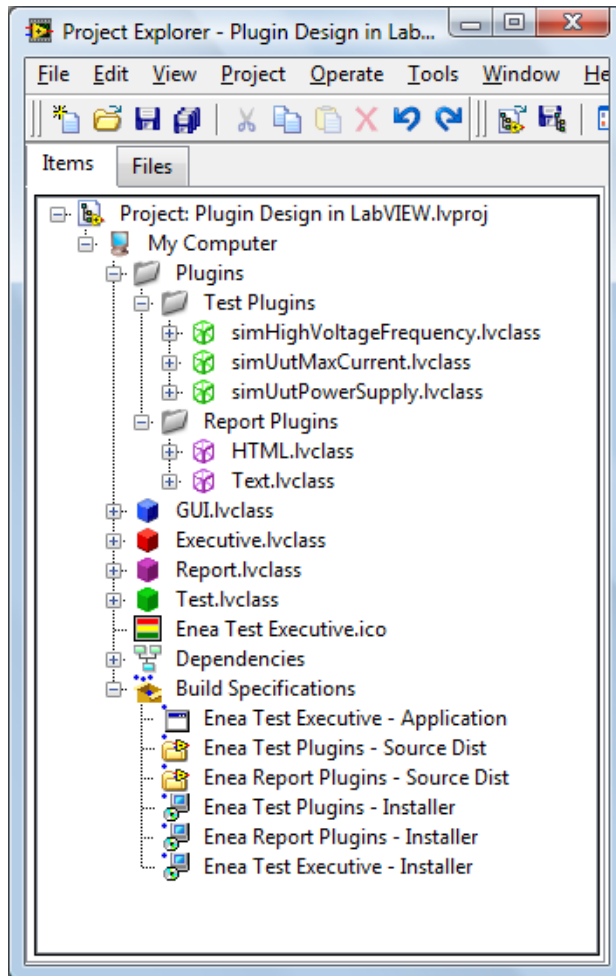 Project Explorer - Plugin Design in Lab...
File Edit View Project Operate Tools Window He
Items Files
Project: Plugin Design in LabVIEW.lvproj
My Computer
Plugins
Test Plugins
simHighVoltageFrequency.lvclass
simUutMaxCurrent.lvclass
simUutPowerSupply.lvclass
Report Plugins
HTML.lvclass
Text.lvclass
GUI.lvclass
Executive.lvclass
Report.lvclass
Test.lvclass
Enea Test Executive.ico
Dependencies
Build Specifications
Enea Test Executive - Application
Enea Test Plugins - Source Dist
Enea Report Plugins - Source Dist
Enea Test Plugins - Installer
Enea Report Plugins - Installer
Enea Test Executive - Installer